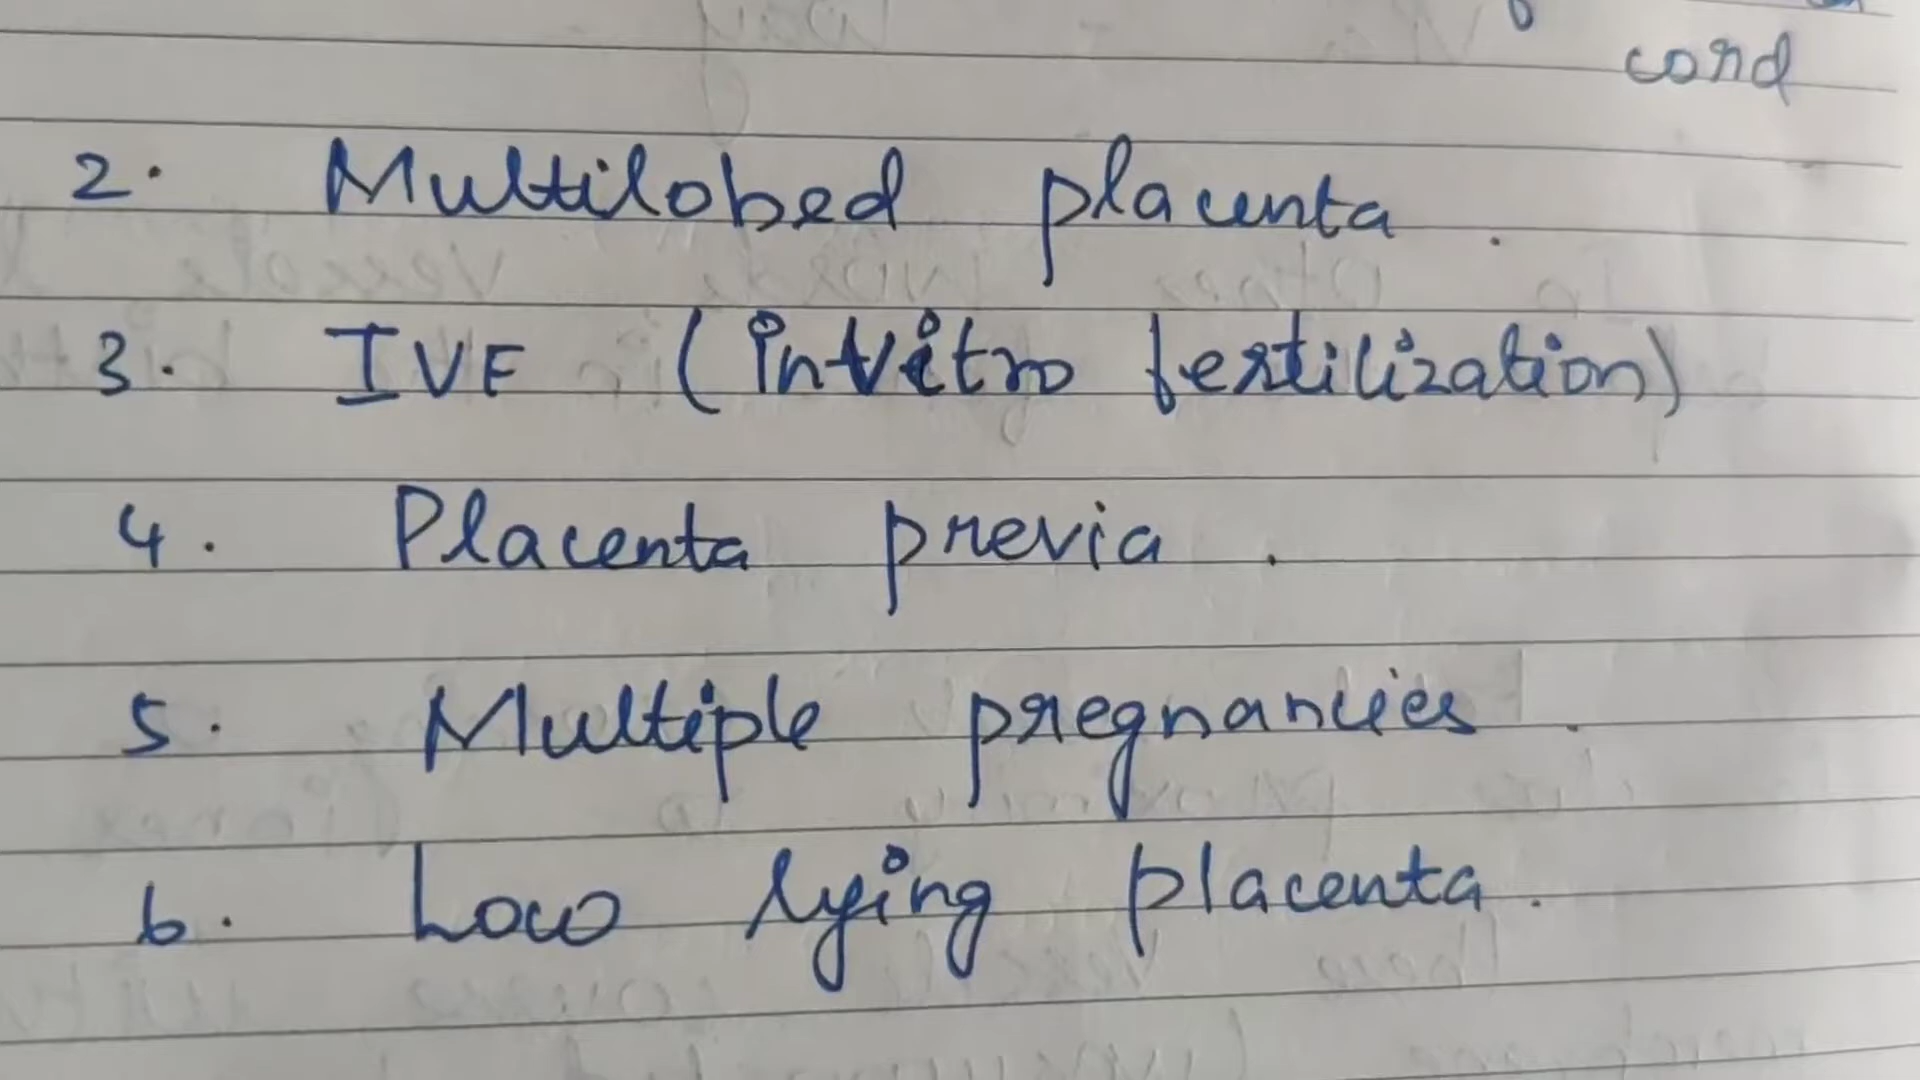 cord
2. Multilobed placenta.
3. IVF (invitro fertilization)
4. Placenta previa.
5. Multiple pregnancies.
6. Low lying placenta.